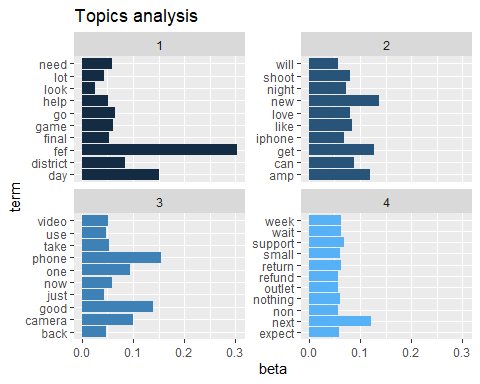 Topics analysis
1
need
lot
look
help
go
game
final
fef
district
day
2
will
shoot
night
new
love
like
iphone
get
can
amp
term
3
video
use
take
phone
one
now
just
good
camera
back
4
week
wait
support
small
return
refund
outlet
nothing
non
next
expect
0.0 0.1 0.2 0.3
0.0 0.1 0.2 0.3
beta